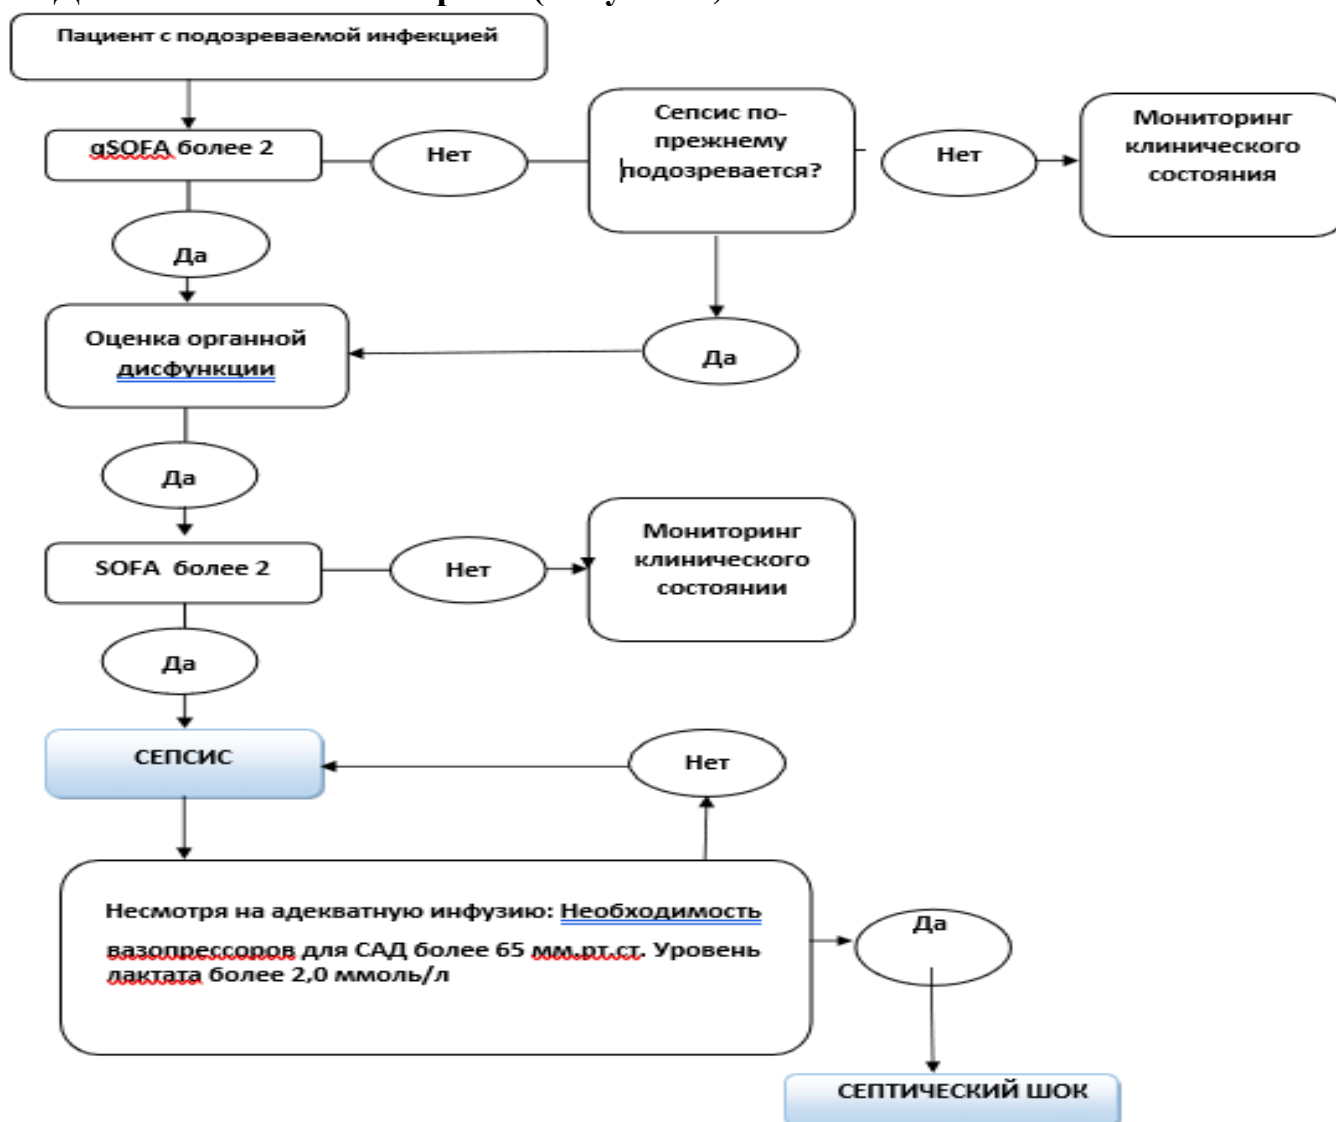 Пациент с подозреваемой инфекцией
qSOFA более 2
Нет
Сепсис по-
прежнему
подозревается?
Нет
Мониторинг
клинического
состояния
Да
Да
Оценка органной
дисфункции
Да
SOFA более 2
Нет
Мониторинг
клинического
состоянии
Да
СЕПСИС
Нет
Несмотря на адекватную инфузию: Необходимость
вазопрессоров для САД более 65 мм.рт.ст. Уровень
лактата более 2,0 ммоль/л
Да
СЕПТИЧЕСКИЙ ШОК